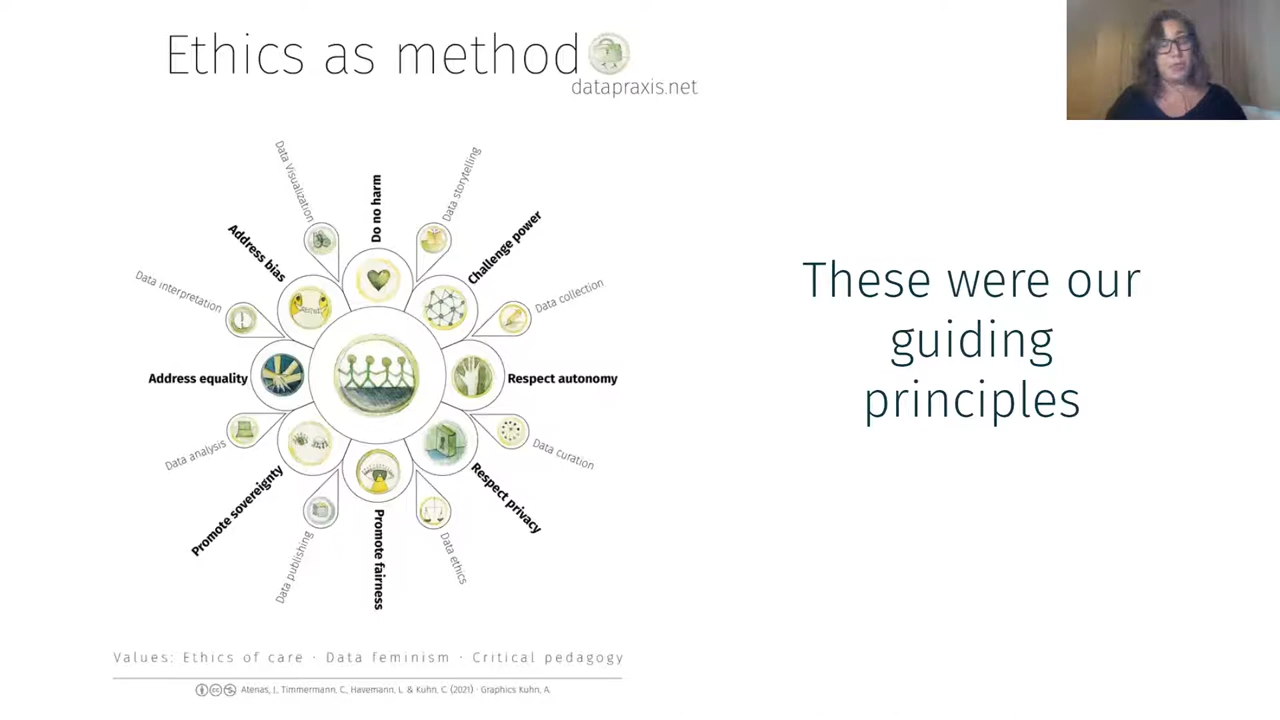 Ethics as method
datapraxis.net
Data Visualization
Do no harm
Data storytelling
Address bias
Challenge power
Data interpretation
Data collection
Address equality
Respect autonomy
Data analysis
Data curation
Promote sovereignty
Respect privacy
Data publishing
Promote fairness
Data ethics
These were our
guiding
principles
Values: Ethics of care · Data feminism · Critical pedagogy
Atenas, J., Timmermann, C., Havemann, L. & Kuhn, C. (2021) · Graphics Kuhn, A.